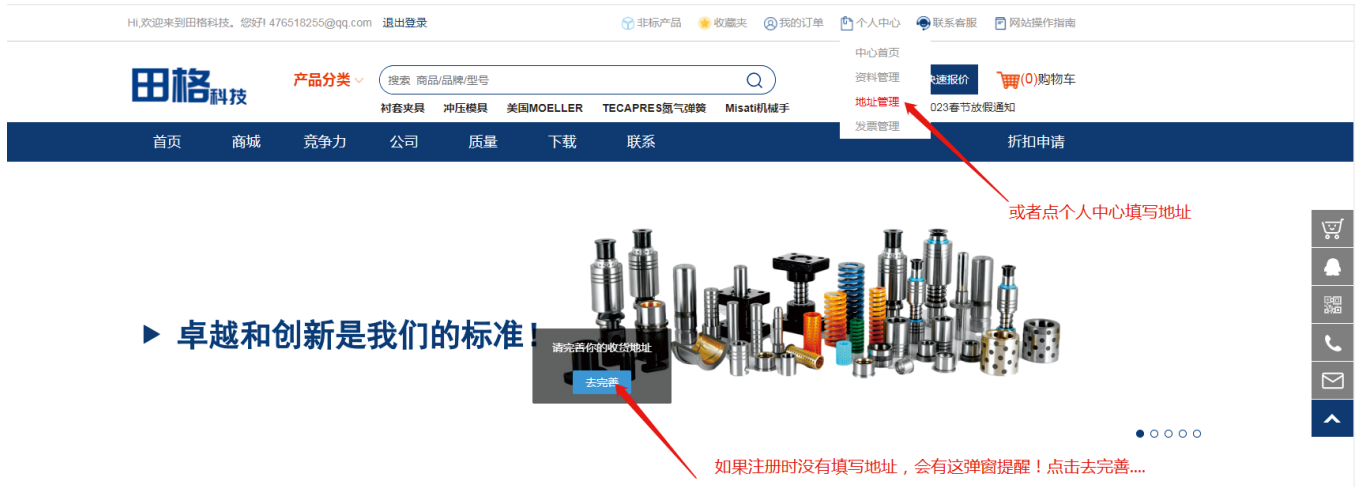 Hi,欢迎来到田格科技。您好! 476518255@qq.com 退出登录
非标产品 收藏夹 我的订单 个人中心 联系客服 网站操作指南
中心首页
资料管理
地址管理
发票管理
田格科技
产品分类
搜索 商品/品牌/型号
快速报价
(0)购物车
衬套夹具 冲压模具 美国MOELLER TECAPRES氮气弹簧 Misati机械手
023春节放假通知
首页 商城 竞争力 公司 质量 下载 联系 折扣申请
或者点个人中心填写地址
卓越和创新是我们的标准!
请完善你的收货地址
去完善
如果注册时没有填写地址，会有这弹窗提醒！点击去完善....